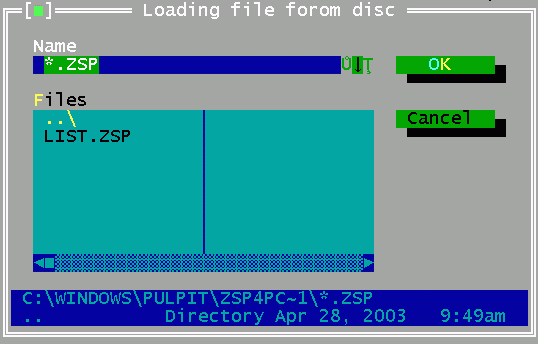 Loading file forom disc
Name
*.ZSP
OK
Files
Cancel
..\
LIST.ZSP
C:\WINDOWS\PULPIT\ZSP4PC~1\*.ZSP
.. Directory Apr 28, 2003 9:49am